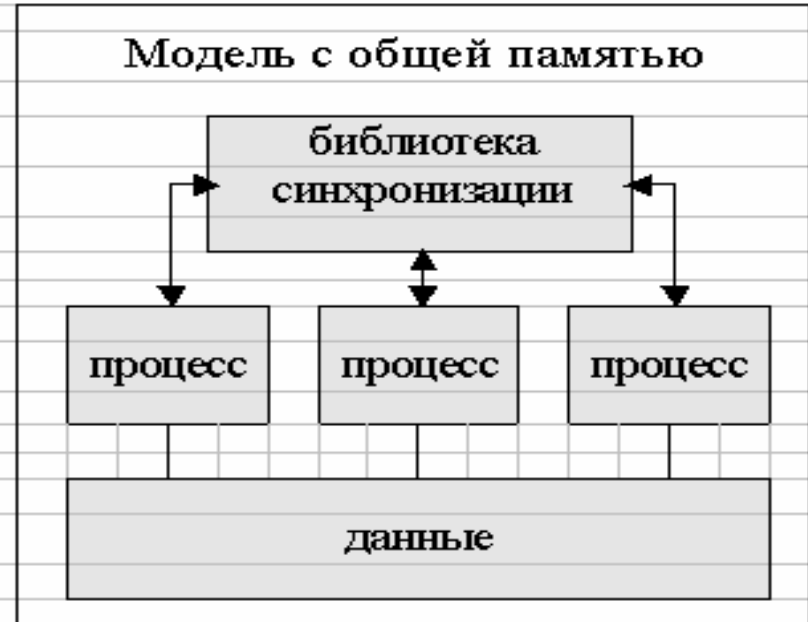 Модель с общей памятью
библиотека
синхронизации
процесс
процесс
процесс
данные